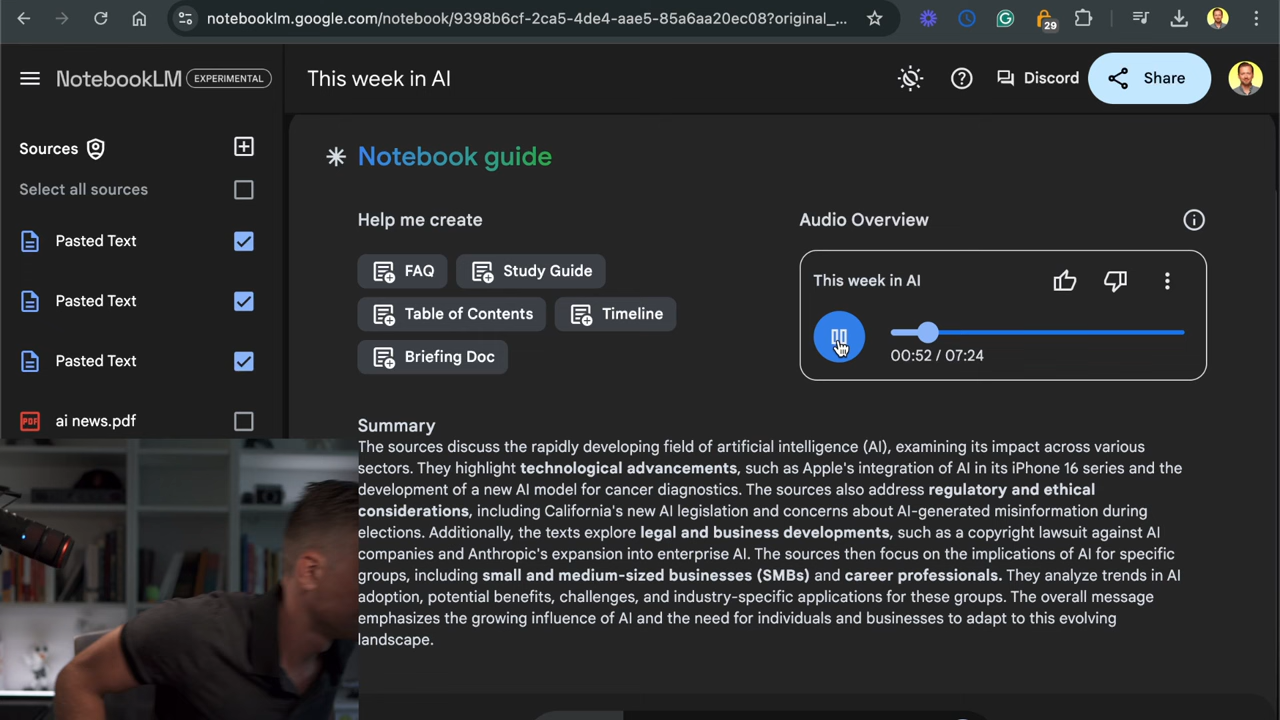 notebooklm.google.com/notebook/9398b6cf-2ca5-4de4-aae5-85a6aa20ec08?original_...
29
NotebookLM
EXPERIMENTAL
This week in AI
Discord
Share
Sources
Select all sources
Pasted Text
Pasted Text
Pasted Text
PDF
ai news.pdf
Notebook guide
Help me create
FAQ
Study Guide
Table of Contents
Timeline
Briefing Doc
Audio Overview
This week in AI
00:52 / 07:24
Summary
The sources discuss the rapidly developing field of artificial intelligence (AI), examining its impact across various
sectors. They highlight technological advancements, such as Apple's integration of AI in its iPhone 16 series and the
development of a new AI model for cancer diagnostics. The sources also address regulatory and ethical
considerations, including California's new AI legislation and concerns about AI-generated misinformation during
elections. Additionally, the texts explore legal and business developments, such as a copyright lawsuit against AI
companies and Anthropic's expansion into enterprise AI. The sources then focus on the implications of AI for specific
groups, including small and medium-sized businesses (SMBs) and career professionals. They analyze trends in AI
adoption, potential benefits, challenges, and industry-specific applications for these groups. The overall message
emphasizes the growing influence of AI and the need for individuals and businesses to adapt to this evolving
landscape.